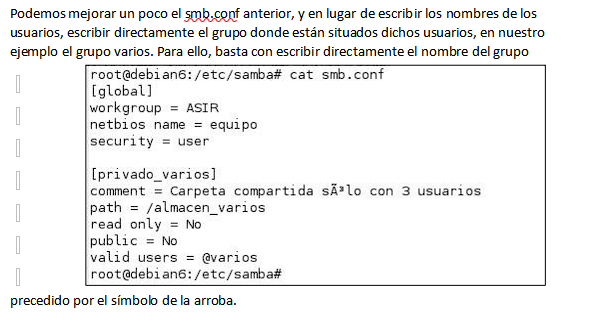 Podemos mejorar un poco el smb.conf anterior, y en lugar de escribir los nombres de los
usuarios, escribir directamente el grupo donde están situados dichos usuarios, en nuestro
ejemplo el grupo varios. Para ello, basta con escribir directamente el nombre del grupo
root@debian6:/etc/samba# cat smb.conf
[global]
workgroup = ASIR
netbios name = equipo
security = user
[privado_varios]
comment = Carpeta compartida sÃ³lo con 3 usuarios
path = /almacen_varios
read only = No
public = No
valid users = @varios
root@debian6:/etc/samba#
precedido por el símbolo de la arroba.